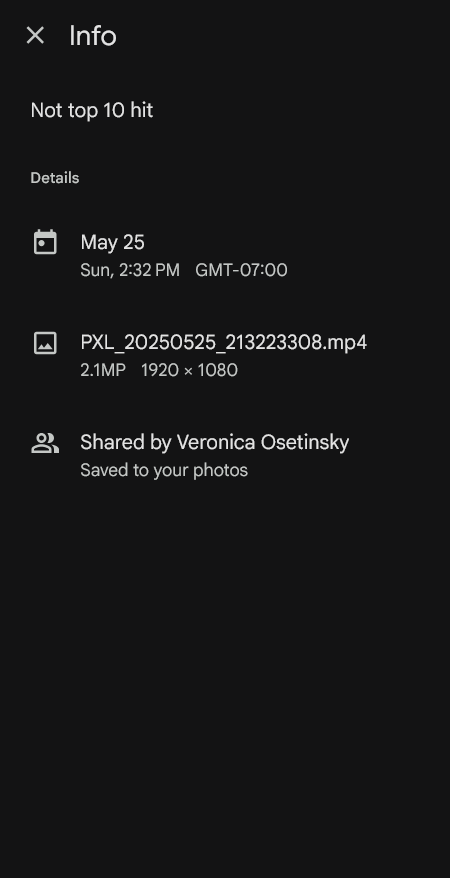 Info
Not top 10 hit
Details
May 25
Sun, 2:32 PM GMT-07:00
PXL_20250525_213223308.mp4
2.1MP 1920 × 1080
Shared by Veronica Osetinsky
Saved to your photos